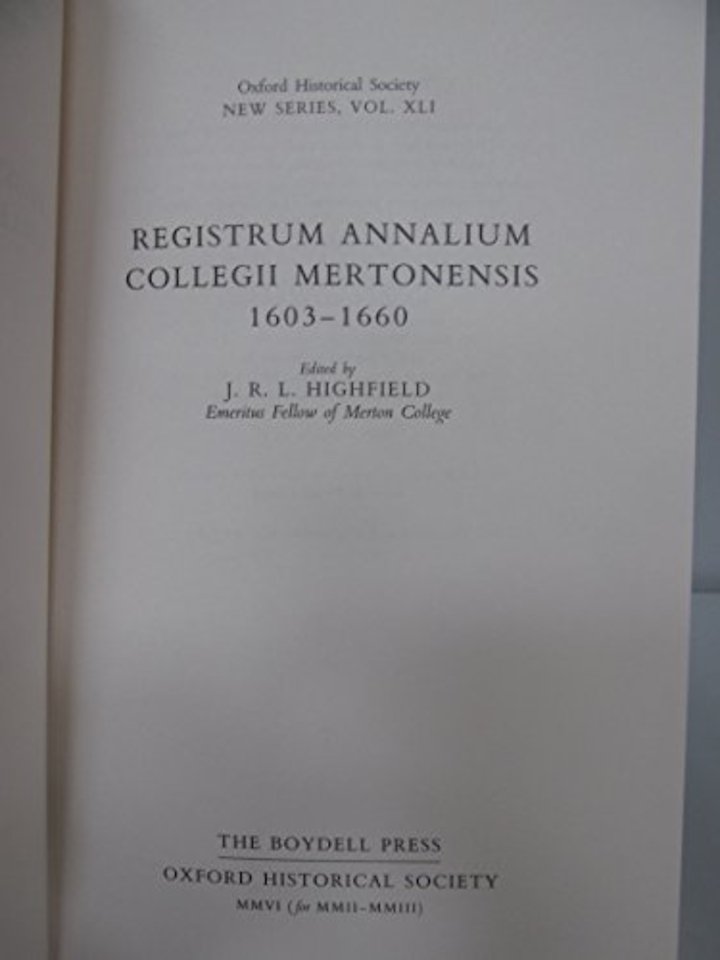 Oxford Historical Society
NEW SERIES, VOL. XLI
REGISTRUM ANNALIUM
COLLEGII MERTONENSIS
1603–1660
Edited by
J. R. L. HIGHFIELD
Emeritus Fellow of Merton College
THE BOYDELL PRESS
OXFORD HISTORICAL SOCIETY
MMVI (for MMII–MMIII)